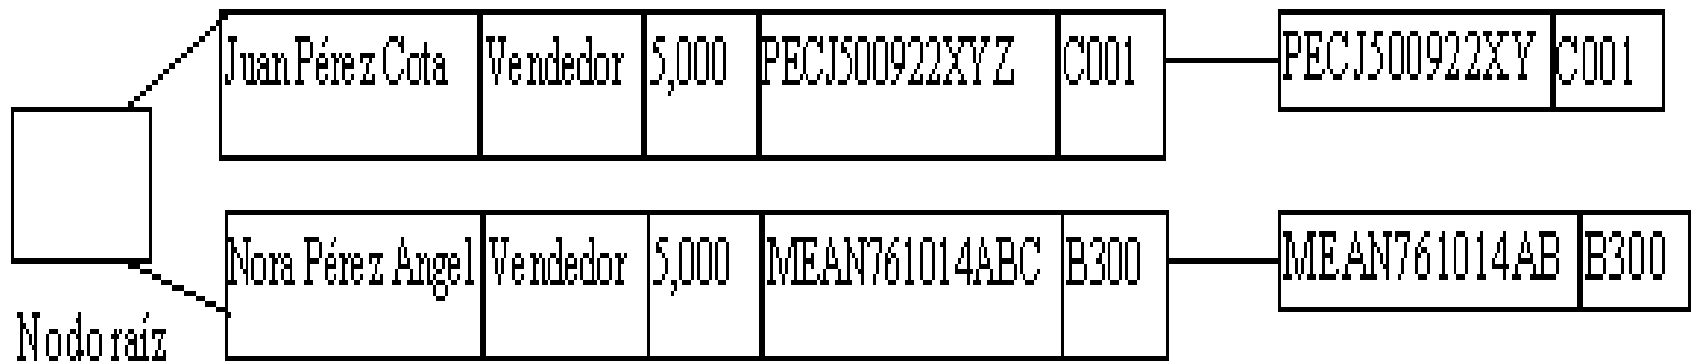 Juan Pérez Cota Vendedor 5,000 PECJ500922XYZ C001 PECJ500922XY C001
Nora Pérez Angel Vendedor 5,000 MEAN761014ABC B300 MEAN761014AB B300
Nodo raíz